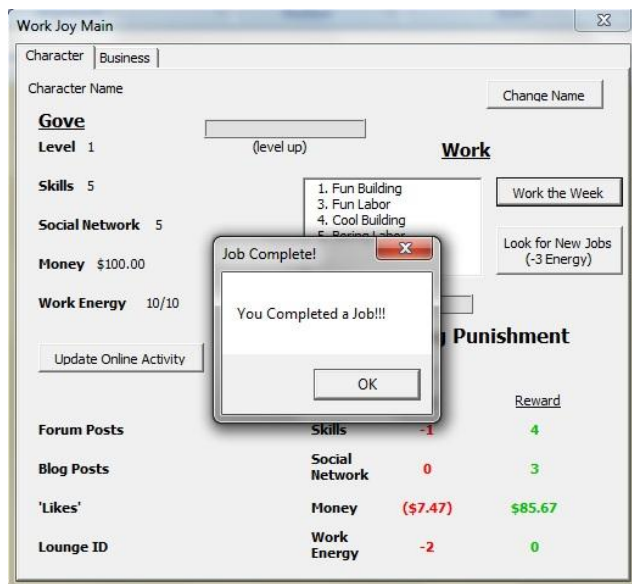 Work Joy Main
Character Business
Character Name
Change Name
Gove
Level 1
(level up)
Work
Skills 5
1. Fun Building
3. Fun Labor
4. Cool Building
5. Boring Labor
Work the Week
Social Network 5
Look for New Jobs
(-3 Energy)
Money $100.00
Work Energy 10/10
Job Complete!
You Completed a Job!!!
OK
Punishment
Update Online Activity
Reward
Forum Posts Skills -1 4
Blog Posts Social Network 0 3
'Likes' Money ($7.47) $85.67
Lounge ID Work Energy -2 0